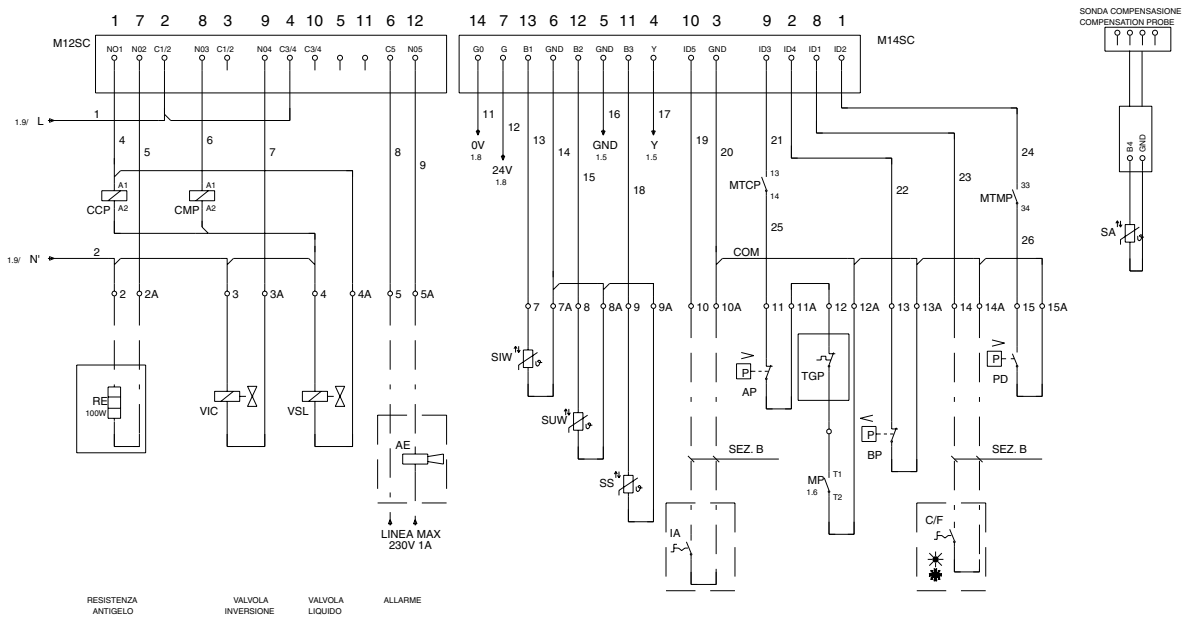 SONDA COMPENSASIONE
COMPENSATION PROBE
1 7 2 8 3 9 4 10 5 11 6 12
14 7 13 6 12 5 11 4 10 3 9 2 8 1
M12SC
NO1 N02 C1/2 N03 C1/2 N04 C3/4 C3/4 C5 N05
G0 G B1 GND B2 GND B3 Y ID5 GND ID3 ID4 ID1 ID2
M14SC
1.9/ L 1
11 16 17
4 6
12
5 7 8 9
13 14
19 20 21
24
0V
1.8
GND
1.5
Y
1.5
24V
1.8
15
18
22 23
B4 GND
CCP A1 A2
CMP A1 A2
MTCP 13 14
MTMP 33 34
25
26
SA
1.9/ N' 2
COM
2 2A 3 3A 4 4A 5 5A
7 7A 8 8A 9 9A 10 10A 11 11A 12 12A 13 13A 14 14A 15 15A
SIW
P AP
TGP
P PD
RE
100W
VIC
VSL
SUW
P BP
AE
SEZ. B
SEZ. B
SS
MP
1.6
T1
T2
LINEA MAX
230V 1A
IA
C/F
RESISTENZA
ANTIGELO
VALVOLA
INVERSIONE
VALVOLA
LIQUIDO
ALLARME